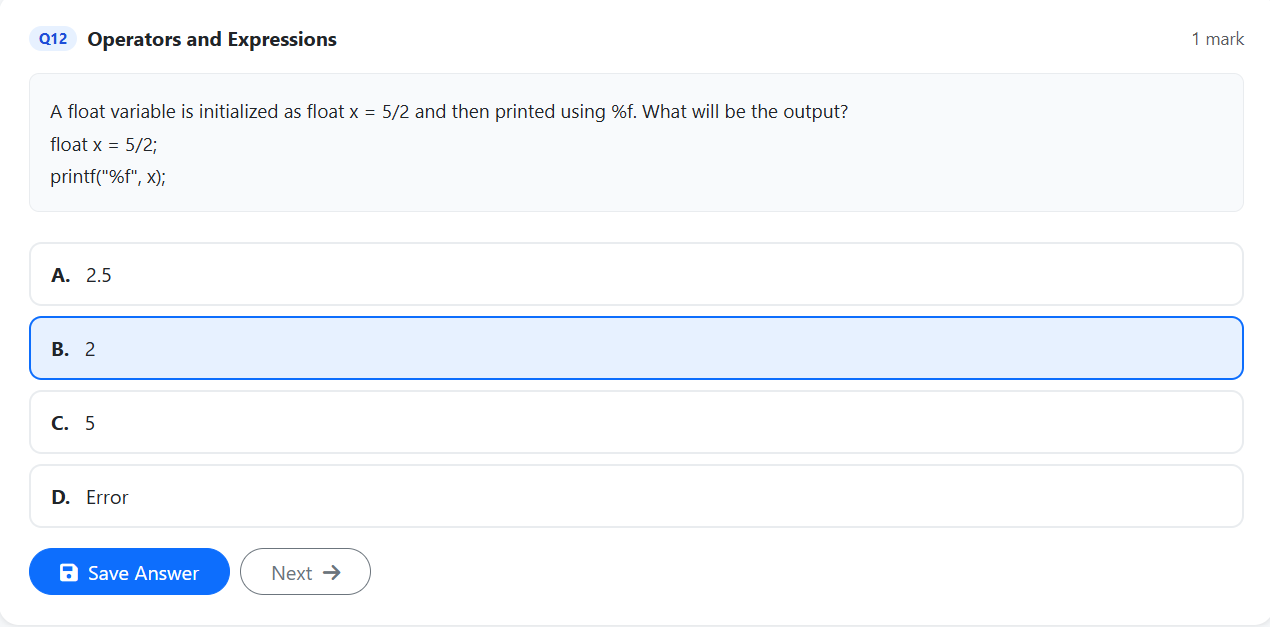 Q12 Operators and Expressions 1 mark
A float variable is initialized as float x = 5/2 and then printed using %f. What will be the output?
float x = 5/2;
printf("%f", x);
A. 2.5
B. 2
C. 5
D. Error
Save Answer Next →